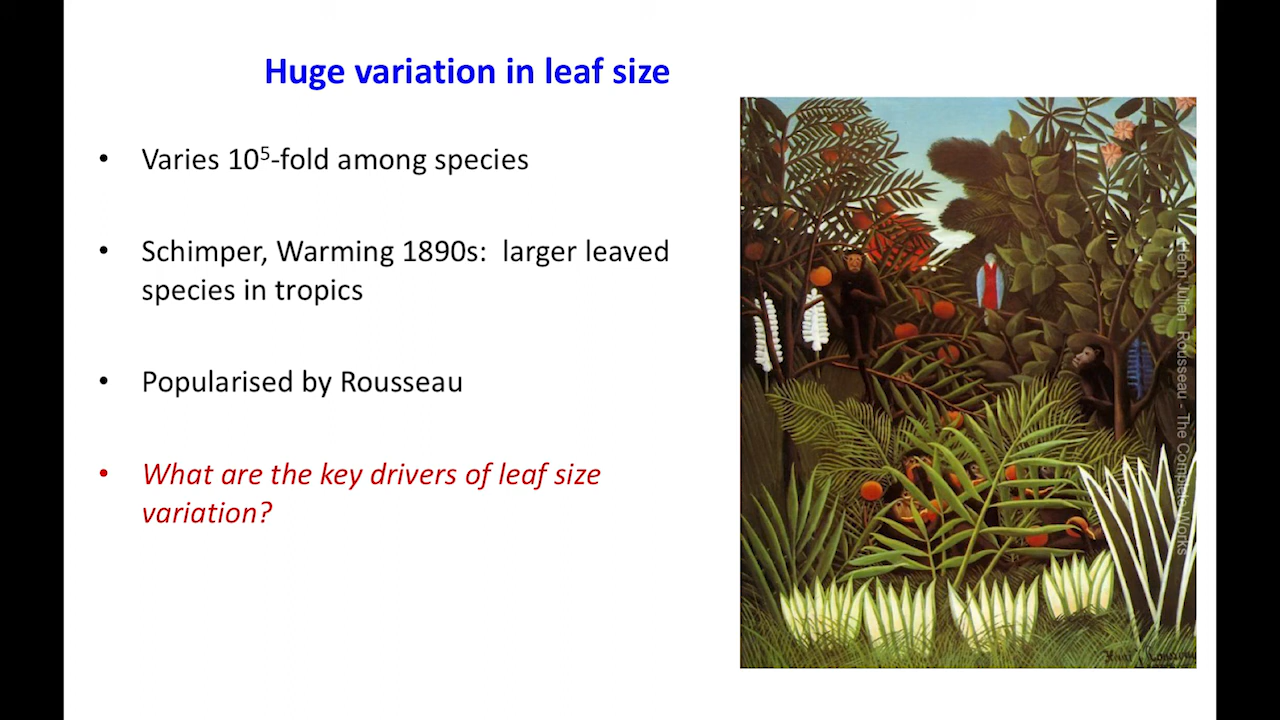 Huge variation in leaf size
• Varies 10⁵-fold among species
• Schimper, Warming 1890s:  larger leaved
species in tropics
• Popularised by Rousseau
• What are the key drivers of leaf size
variation?
Henri Julien Rousseau - The Complete Works